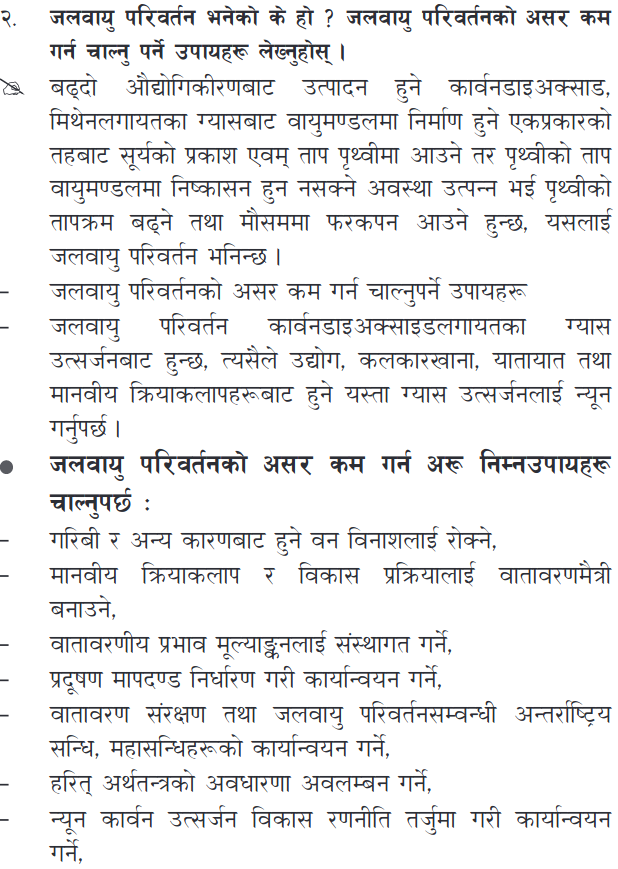 २. जलवायु परिवर्तन भनेको के हो ? जलवायु परिवर्तनको असर कम
गर्न चाल्नु पर्ने उपायहरू लेख्नुहोस् ।
बढ्दो औद्योगिकीरणबाट उत्पादन हुने कार्वनडाइअक्साड,
मिथेनलगायतका ग्यासबाट वायुमण्डलमा निर्माण हुने एकप्रकारको
तहबाट सूर्यको प्रकाश एवम् ताप पृथ्वीमा आउने तर पृथ्वीको ताप
वायुमण्डलमा निष्कासन हुन नसक्ने अवस्था उत्पन्न भई पृथ्वीको
तापक्रम बढ्ने तथा मौसममा फरकपन आउने हुन्छ, यसलाई
जलवायु परिवर्तन भनिन्छ ।
– जलवायु परिवर्तनको असर कम गर्न चाल्नुपर्ने उपायहरू
– जलवायु परिवर्तन कार्वनडाइअक्साइडलगायतका ग्यास
उत्सर्जनबाट हुन्छ, त्यसैले उद्योग, कलकारखाना, यातायात तथा
मानवीय क्रियाकलापहरूबाट हुने यस्ता ग्यास उत्सर्जनलाई न्यून
गर्नुपर्छ ।
● जलवायु परिवर्तनको असर कम गर्न अरू निम्नउपायहरू
चाल्नुपर्छ :
– गरिबी र अन्य कारणबाट हुने वन विनाशलाई रोक्ने,
– मानवीय क्रियाकलाप र विकास प्रक्रियालाई वातावरणमैत्री
बनाउने,
– वातावरणीय प्रभाव मूल्याङ्कनलाई संस्थागत गर्ने,
– प्रदूषण मापदण्ड निर्धारण गरी कार्यान्वयन गर्ने,
– वातावरण संरक्षण तथा जलवायु परिवर्तनसम्वन्धी अन्तर्राष्ट्रिय
सन्धि, महासन्धिहरूको कार्यान्वयन गर्ने,
– हरित् अर्थतन्त्रको अवधारणा अवलम्बन गर्ने,
– न्यून कार्वन उत्सर्जन विकास रणनीति तर्जुमा गरी कार्यान्वयन
गर्ने,